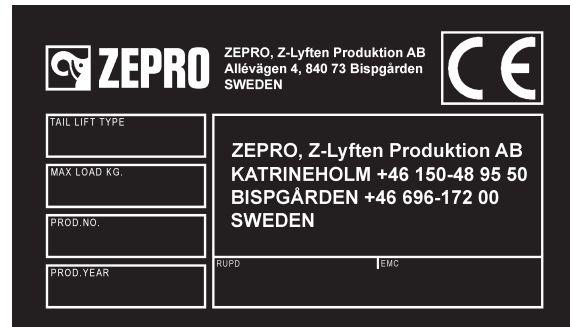 ZEPRO
ZEPRO, Z-Lyften Produktion AB
Allévägen 4, 840 73 Bispgården
SWEDEN
CE
TAIL LIFT TYPE
MAX LOAD KG.
PROD.NO.
PROD.YEAR
ZEPRO, Z-Lyften Produktion AB
KATRINEHOLM +46 150-48 95 50
BISPGÅRDEN +46 696-172 00
SWEDEN
RUPD
EMC